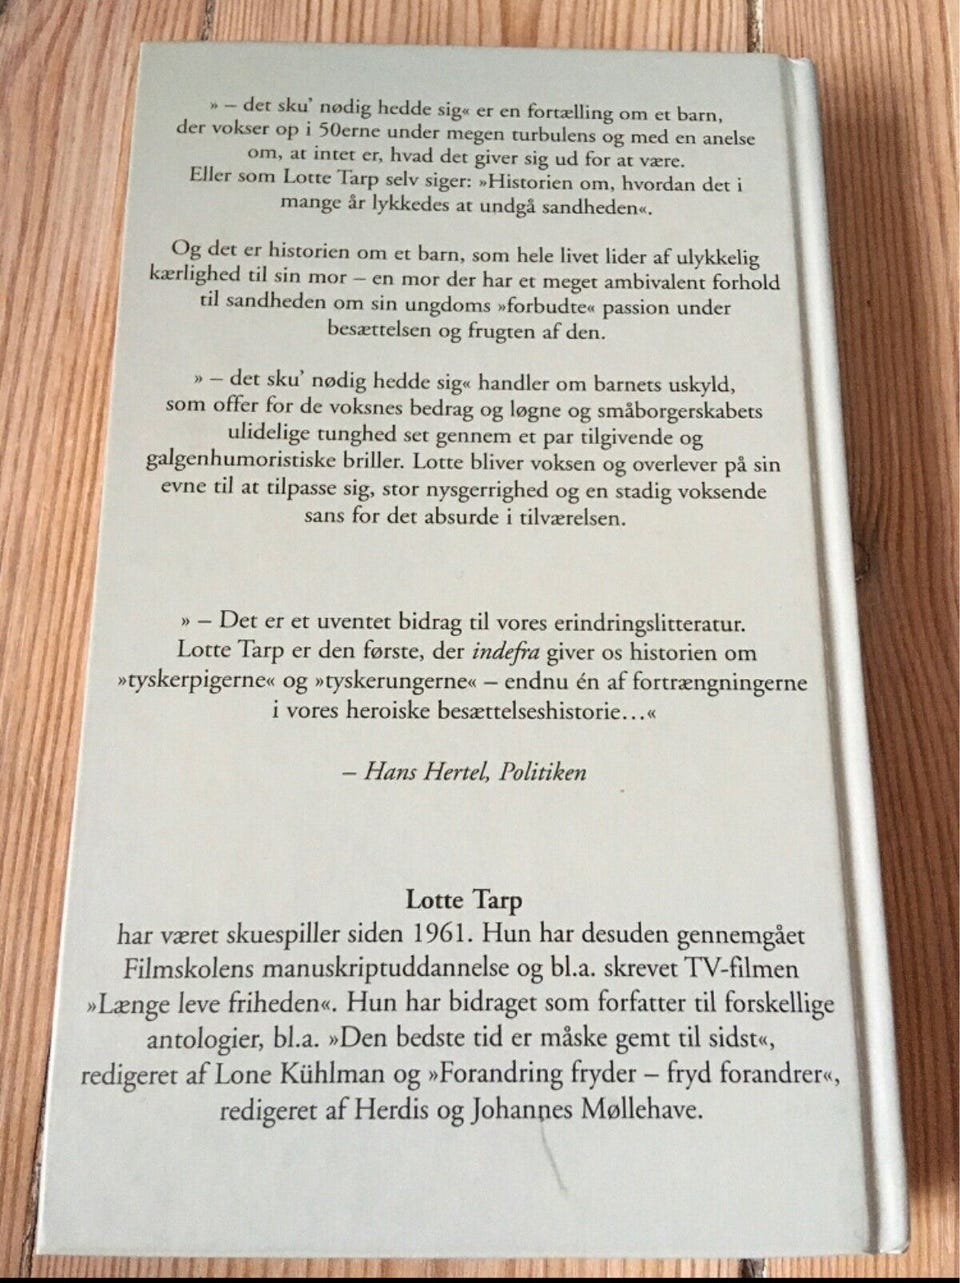 » – det sku’ nødig hedde sig« er en fortælling om et barn,
der vokser op i 50erne under megen turbulens og med en anelse
om, at intet er, hvad det giver sig ud for at være.
Eller som Lotte Tarp selv siger: »Historien om, hvordan det i
mange år lykkedes at undgå sandheden«.
Og det er historien om et barn, som hele livet lider af ulykkelig
kærlighed til sin mor – en mor der har et meget ambivalent forhold
til sandheden om sin ungdoms »forbudte« passion under
besættelsen og frugten af den.
» – det sku’ nødig hedde sig« handler om barnets uskyld,
som offer for de voksnes bedrag og løgne og småborgerskabets
ulidelige tunghed set gennem et par tilgivende og
galgenhumoristiske briller. Lotte bliver voksen og overlever på sin
evne til at tilpasse sig, stor nysgerrighed og en stadig voksende
sans for det absurde i tilværelsen.
» – Det er et uventet bidrag til vores erindringslitteratur.
Lotte Tarp er den første, der indefra giver os historien om
»tyskerpigerne« og »tyskerungerne« – endnu én af fortrængningerne
i vores heroiske besættelseshistorie…«
– Hans Hertel, Politiken
Lotte Tarp
har været skuespiller siden 1961. Hun har desuden gennemgået
Filmskolens manuskriptuddannelse og bl.a. skrevet TV-filmen
»Længe leve friheden«. Hun har bidraget som forfatter til forskellige
antologier, bl.a. »Den bedste tid er måske gemt til sidst«,
redigeret af Lone Kühlman og »Forandring fryder – fryd forandrer«,
redigeret af Herdis og Johannes Møllehave.